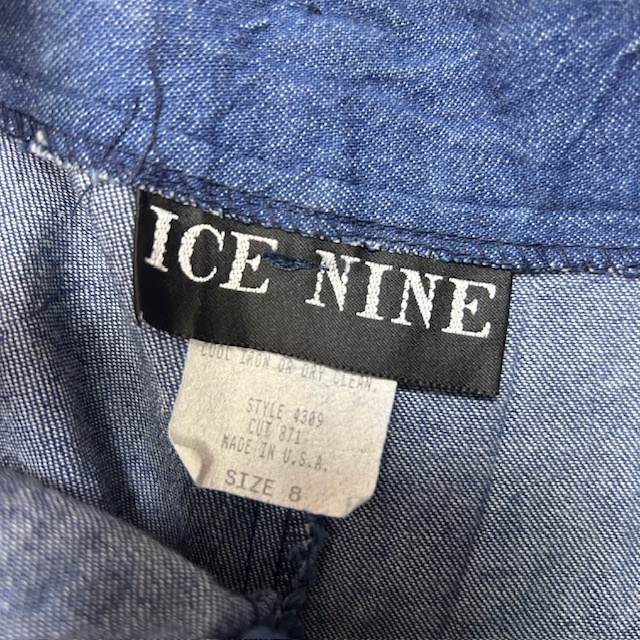 ICE NINE
COOL IRON OR DRY CLEAN.
STYLE 4309
CUT 871
MADE IN U.S.A.
SIZE 8